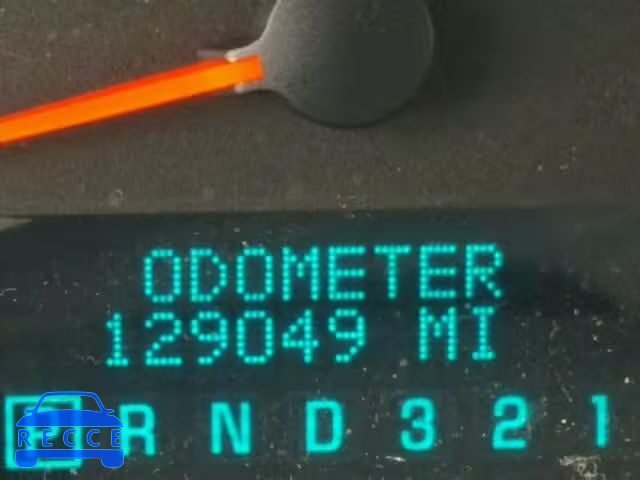 ODOMETER
129049 MI
P R N D 3 2 1
RECCE